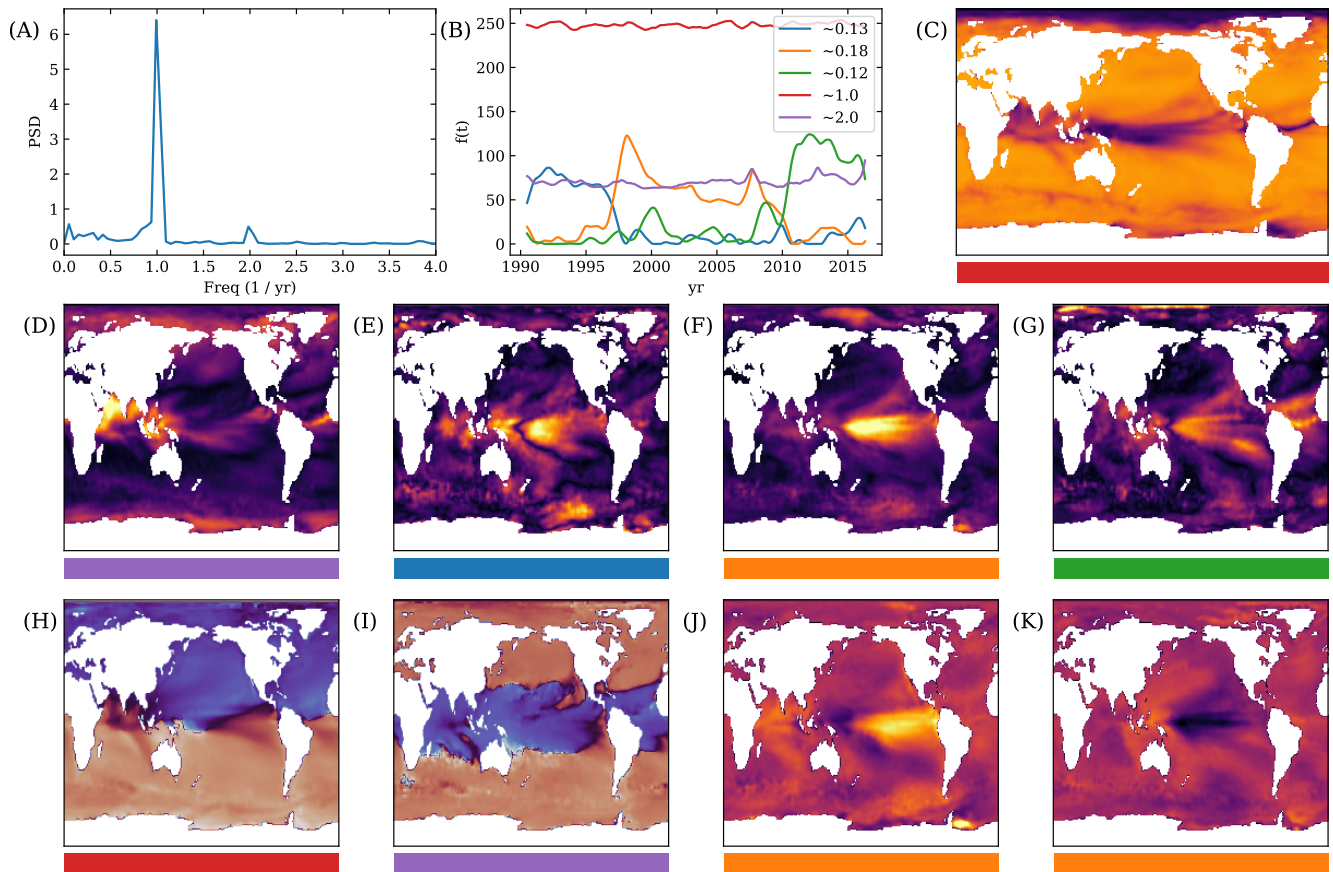 (A)
PSD
6
5
4
3
2
1
0
0.0 0.5 1.0 1.5 2.0 2.5 3.0 3.5 4.0
Freq (1 / yr)
(B)
f(t)
250
200
150
100
50
0
1990 1995 2000 2005 2010 2015
yr
~0.13
~0.18
~0.12
~1.0
~2.0
(C)
(D)
(E)
(F)
(G)
(H)
(I)
(J)
(K)